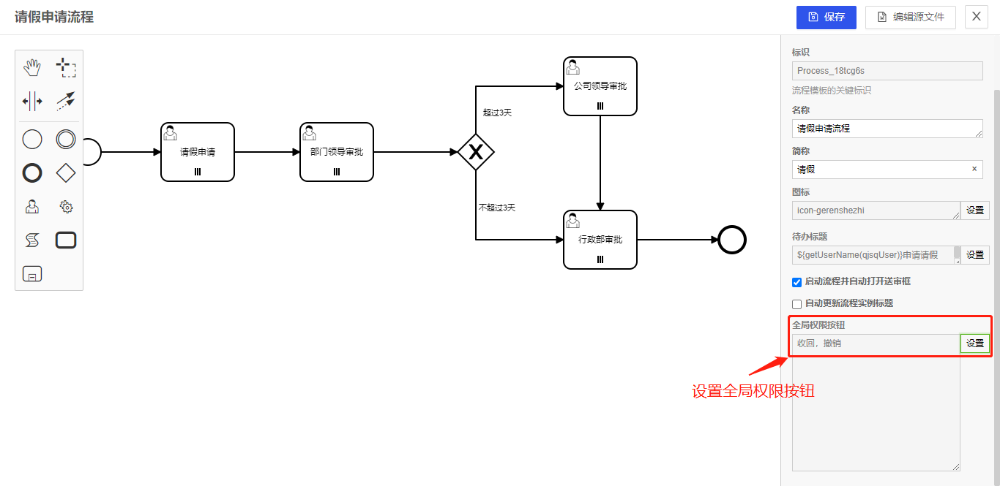 请假申请流程
保存
编辑源文件
X
标识
Process_18tcg6s
流程模板的关键标识
名称
请假申请流程
简称
请假
×
图标
icon-gerenshezhi
设置
待办标题
${getUserName(qjsqUser)}申请请假
设置
启动流程并自动打开送审框
自动更新流程实例标题
全局权限按钮
收回，撤销
设置
设置全局权限按钮
请假申请
部门领导审批
超过3天
不超过3天
公司领导审批
行政部审批